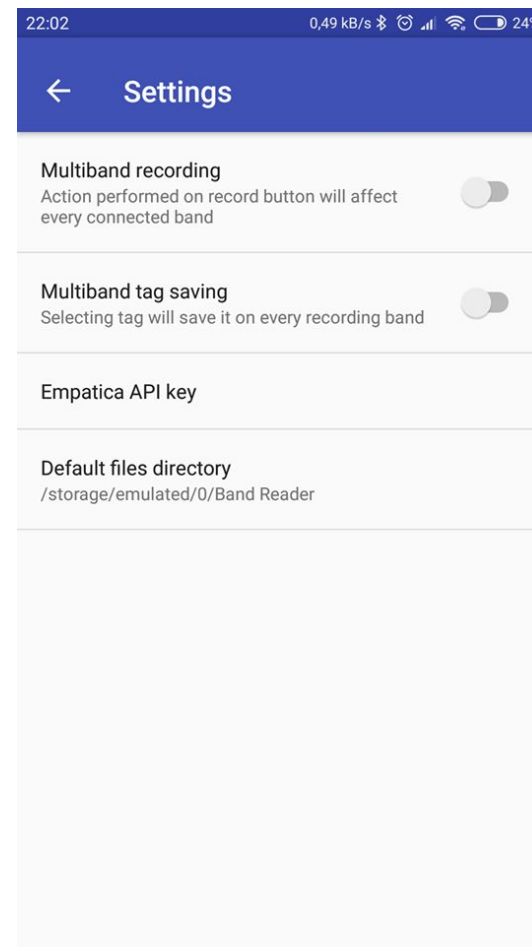 22:02 0,49 kB/s 24
Settings
Multiband recording
Action performed on record button will affect
every connected band
Multiband tag saving
Selecting tag will save it on every recording band
Empatica API key
Default files directory
/storage/emulated/0/Band Reader